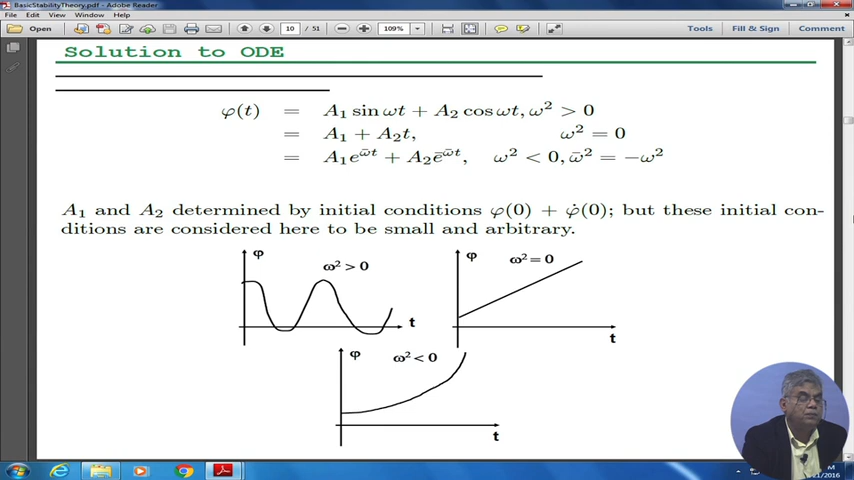 BasicStabilityTheory.pdf - Adobe Reader
File Edit View Window Help
Open 10 / 51 109% Tools Fill & Sign Comment
Solution to ODE
φ(t) = A₁ sin ωt + A₂ cos ωt, ω² > 0
= A₁ + A₂t, ω² = 0
= A₁e^ω̄t + A₂ē^ω̄t, ω² < 0, ω̄² = −ω²
A₁ and A₂ determined by initial conditions φ(0) + φ̇(0); but these initial con-
ditions are considered here to be small and arbitrary.
φ ω² > 0 t
φ ω² = 0 t
φ ω² < 0 t